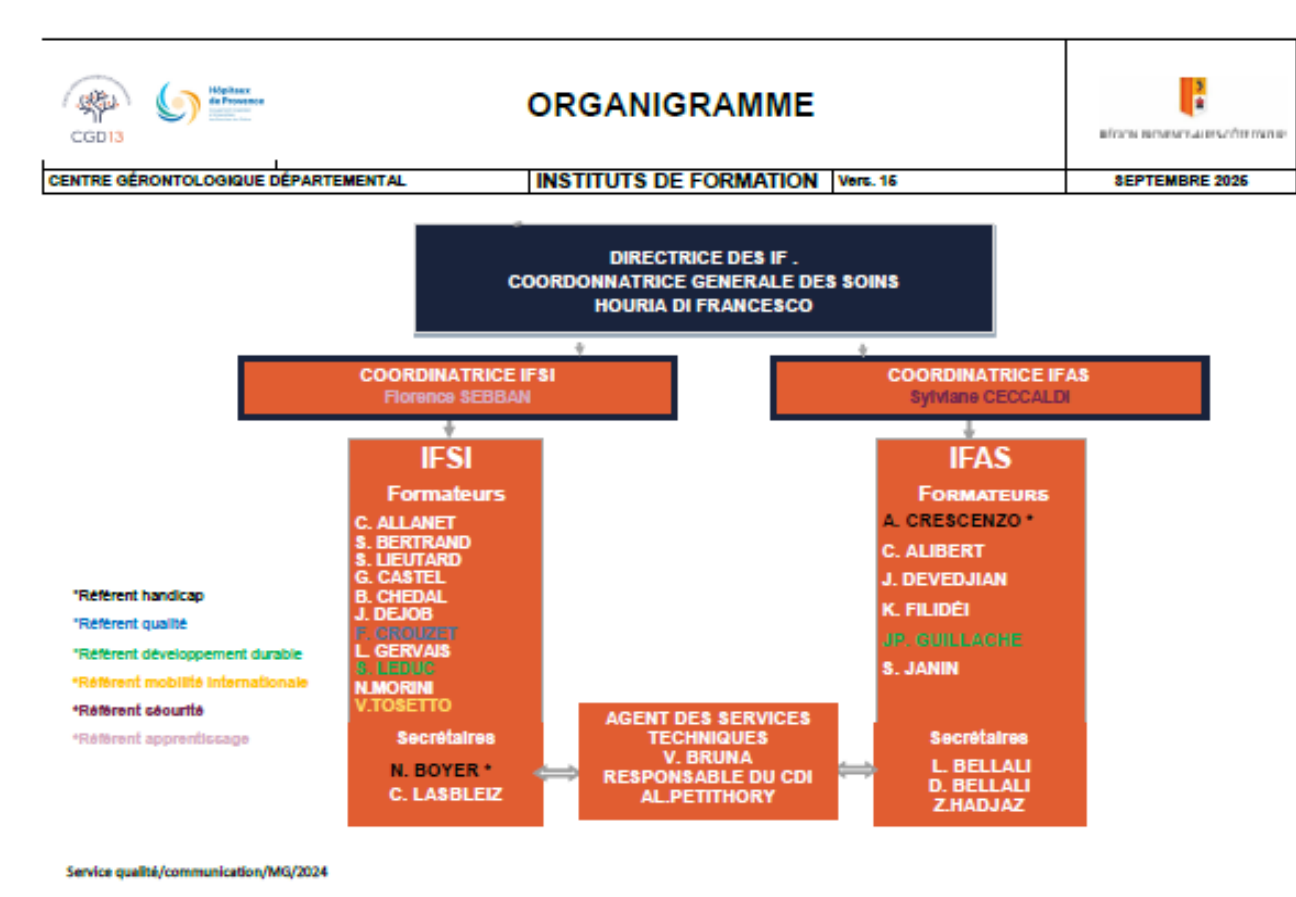 CGD13
Hôpitaux
de Provence
ORGANIGRAMME
CENTRE GÉRONTOLOGIQUE DÉPARTEMENTAL
INSTITUTS DE FORMATION
Vers. 15
SEPTEMBRE 2025
DIRECTRICE DES IF .
COORDONNATRICE GENERALE DES SOINS
HOURIA DI FRANCESCO
COORDINATRICE IFSI
Florence SEBBAN
COORDINATRICE IFAS
Sylviane CECCALDI
IFSI
Formateurs
C. ALLANET
S. BERTRAND
S. LIEUTARD
G. CASTEL
B. CHEDAL
J. DEJOB
F. CROUZET
L. GERVAIS
S. LEDUC
N.MORINI
V.TOSETTO
Secrétaires
N. BOYER *
C. LASBLEIZ
IFAS
FORMATEURS
A. CRESCENZO *
C. ALIBERT
J. DEVEDJIAN
K. FILIDÉI
JP. GUILLACHE
S. JANIN
Secrétaires
L. BELLALI
D. BELLALI
Z.HADJAZ
AGENT DES SERVICES
TECHNIQUES
V. BRUNA
RESPONSABLE DU CDI
AL.PETITHORY
*Référent handicap
*Référent qualité
*Référent développement durable
*Référent mobilité internationale
*Référent sécurité
*Référent apprentissage
Service qualité/communication/MG/2024